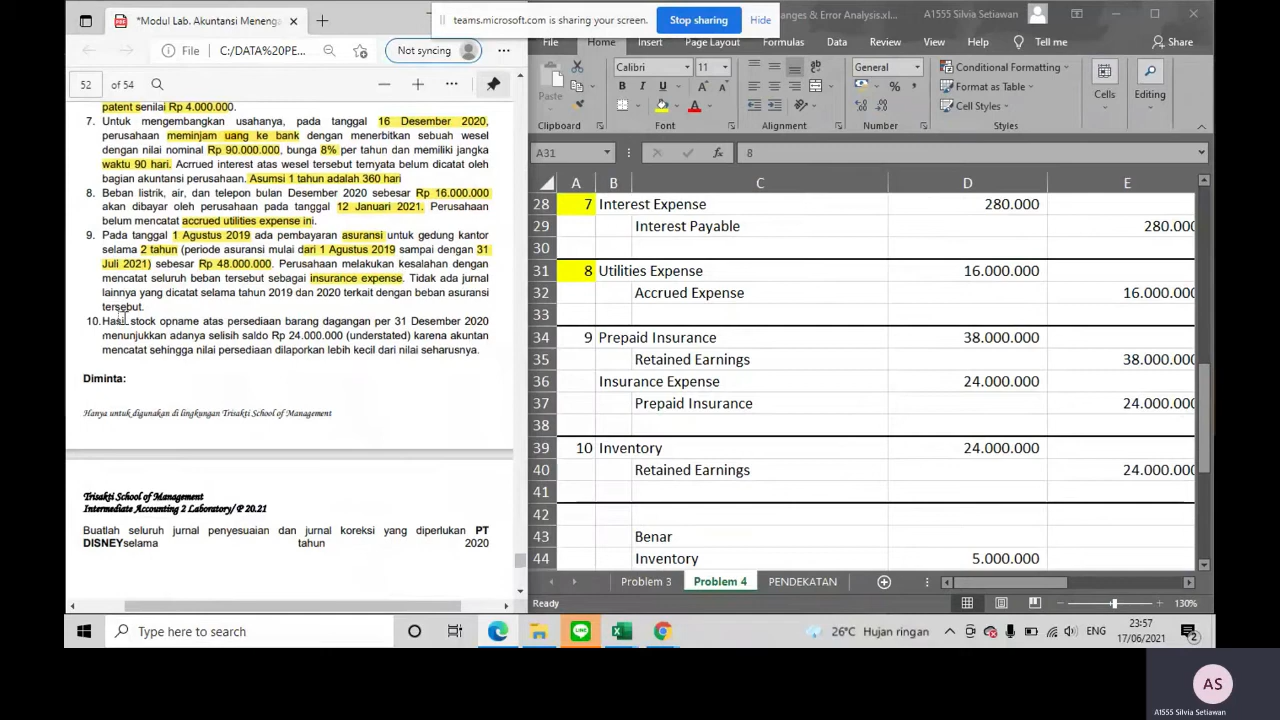 *Modul Lab. Akuntansi Menenga
teams.microsoft.com is sharing your screen.
Stop sharing
Hide
anges & Error Analysis.xl...
A1555 Silvia Setiawan
File
C:/DATA%20PE...
Not syncing
File
Home
Insert
Page Layout
Formulas
Data
Review
View
Help
Tell me
Share
52
of 54
Paste
Calibri
11
B I U
A A
General
Conditional Formatting
Format as Table
Cell Styles
Cells
Editing
Clipboard
Font
Alignment
Number
Styles
A31
fx
8
patent senilai Rp 4.000.000.
7. Untuk mengembangkan usahanya, pada tanggal 16 Desember 2020,
perusahaan meminjam uang ke bank dengan menerbitkan sebuah wesel
dengan nilai nominal Rp 90.000.000, bunga 8% per tahun dan memiliki jangka
waktu 90 hari. Acrrued interest atas wesel tersebut ternyata belum dicatat oleh
bagian akuntansi perusahaan. Asumsi 1 tahun adalah 360 hari
8. Beban listrik, air, dan telepon bulan Desember 2020 sebesar Rp 16.000.000
akan dibayar oleh perusahaan pada tanggal 12 Januari 2021. Perusahaan
belum mencatat accrued utilities expense ini.
9. Pada tanggal 1 Agustus 2019 ada pembayaran asuransi untuk gedung kantor
selama 2 tahun (periode asuransi mulai dari 1 Agustus 2019 sampai dengan 31
Juli 2021) sebesar Rp 48.000.000. Perusahaan melakukan kesalahan dengan
mencatat seluruh beban tersebut sebagai insurance expense. Tidak ada jurnal
lainnya yang dicatat selama tahun 2019 dan 2020 terkait dengan beban asuransi
tersebut.
10. Hasil stock opname atas persediaan barang dagangan per 31 Desember 2020
menunjukkan adanya selisih saldo Rp 24.000.000 (understated) karena akuntan
mencatat sehingga nilai persediaan dilaporkan lebih kecil dari nilai seharusnya.
Diminta:
Hanya untuk digunakan di lingkungan Trisakti School of Management
Trisakti School of Management
Intermediate Accounting 2 Laboratory/ P 20.21
Buatlah seluruh jurnal penyesuaian dan jurnal koreksi yang diperlukan PT
DISNEYselama tahun 2020
A B C D E
28 7 Interest Expense 280.000
29 Interest Payable 280.000
30
31 8 Utilities Expense 16.000.000
32 Accrued Expense 16.000.000
33
34 9 Prepaid Insurance 38.000.000
35 Retained Earnings 38.000.000
36 Insurance Expense 24.000.000
37 Prepaid Insurance 24.000.000
38
39 10 Inventory 24.000.000
40 Retained Earnings 24.000.000
41
42
43 Benar
44 Inventory 5.000.000
Problem 3
Problem 4
PENDEKATAN
Ready
130%
Type here to search
26°C Hujan ringan
ENG
23:57
17/06/2021
2
AS
A1555 Silvia Setiawan